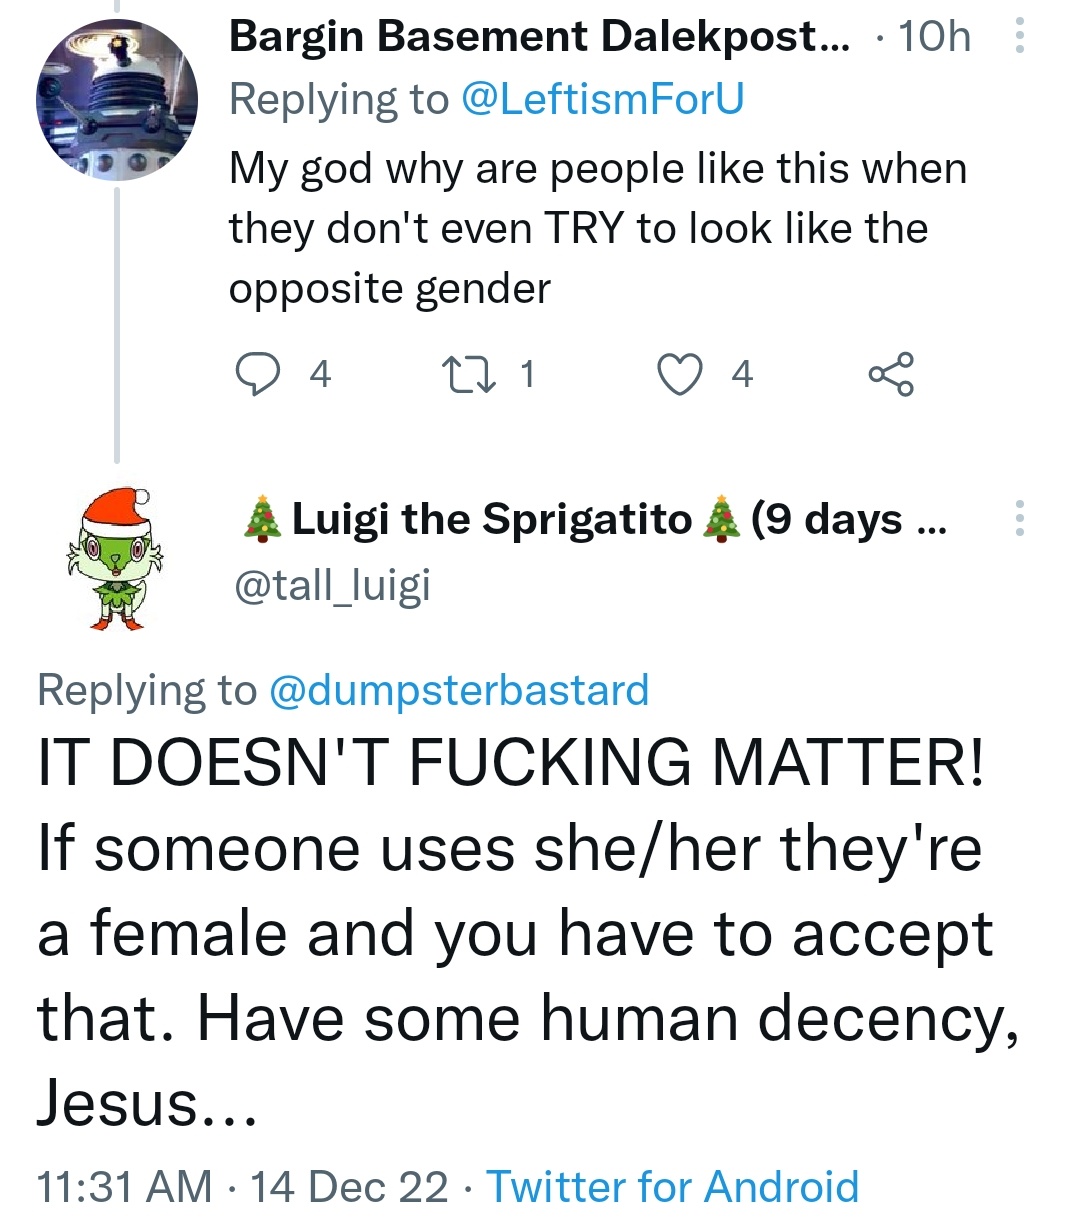 Bargin Basement Dalekpost... · 10h
Replying to @LeftismForU
My god why are people like this when
they don't even TRY to look like the
opposite gender
4 1 4
🎄Luigi the Sprigatito🎄(9 days ...
@tall_luigi
Replying to @dumpsterbastard
IT DOESN'T FUCKING MATTER!
If someone uses she/her they're
a female and you have to accept
that. Have some human decency,
Jesus...
11:31 AM · 14 Dec 22 · Twitter for Android